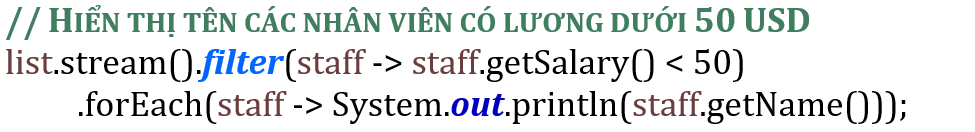 // HIỂN THỊ TÊN CÁC NHÂN VIÊN CÓ LƯƠNG DƯỚI 50 USD
list.stream().filter(staff -> staff.getSalary() < 50)
.forEach(staff -> System.out.println(staff.getName()));